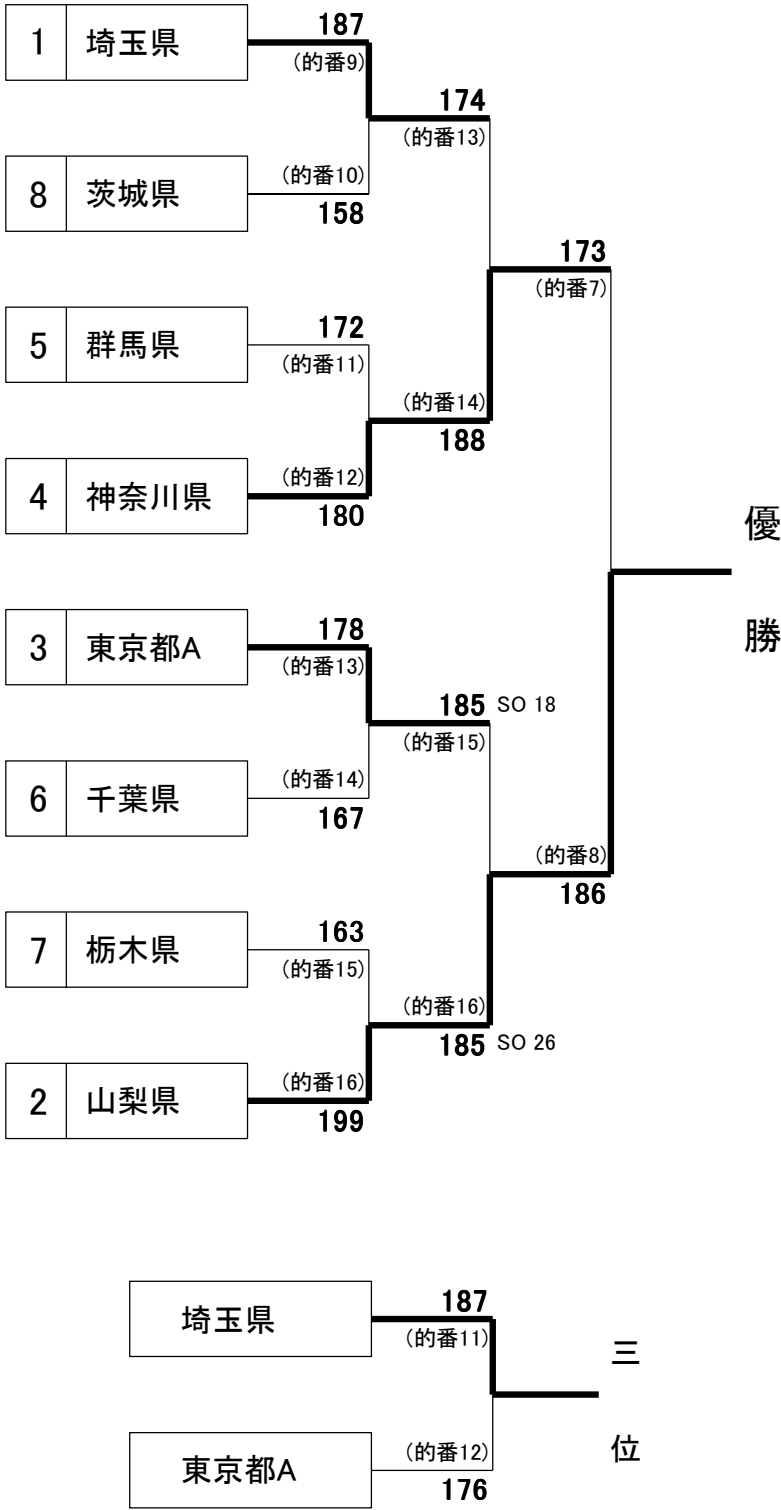 1 埼玉県
187
(的番9)
174
(的番13)
8 茨城県
(的番10)
158
173
(的番7)
5 群馬県
172
(的番11)
(的番14)
188
4 神奈川県
(的番12)
180
優
勝
3 東京都A
178
(的番13)
185 SO 18
(的番15)
6 千葉県
(的番14)
167
(的番8)
186
7 栃木県
163
(的番15)
(的番16)
185 SO 26
2 山梨県
(的番16)
199
埼玉県
187
(的番11)
三
位
東京都A
(的番12)
176